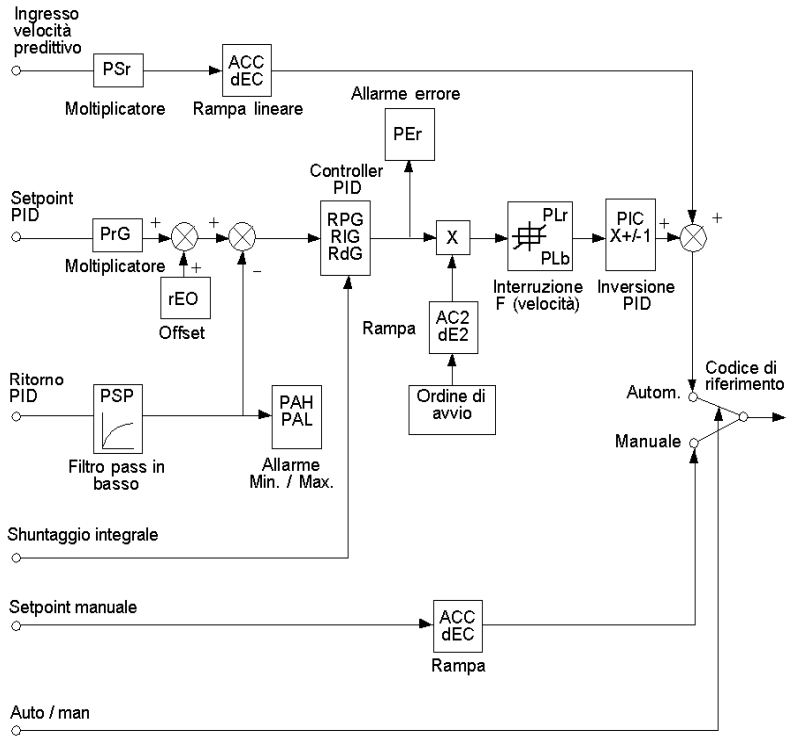 Ingresso
velocità
predittivo
PSr
Moltiplicatore
ACC
dEC
Rampa lineare
Allarme errore
PEr
Setpoint
PID
PrG
Moltiplicatore
+
+
+
−
rEO
Offset
Controller
PID
RPG
RIG
RdG
X
PLr
PLb
Interruzione
F (velocità)
PIC
X+/-1
Inversione
PID
+
+
Rampa
AC2
dE2
Ordine di
avvio
Ritorno
PID
PSP
Filtro pass in
basso
PAH
PAL
Allarme
Min. / Max.
Codice di
riferimento
Autom.
Manuale
Shuntaggio integrale
Setpoint manuale
ACC
dEC
Rampa
Auto / man